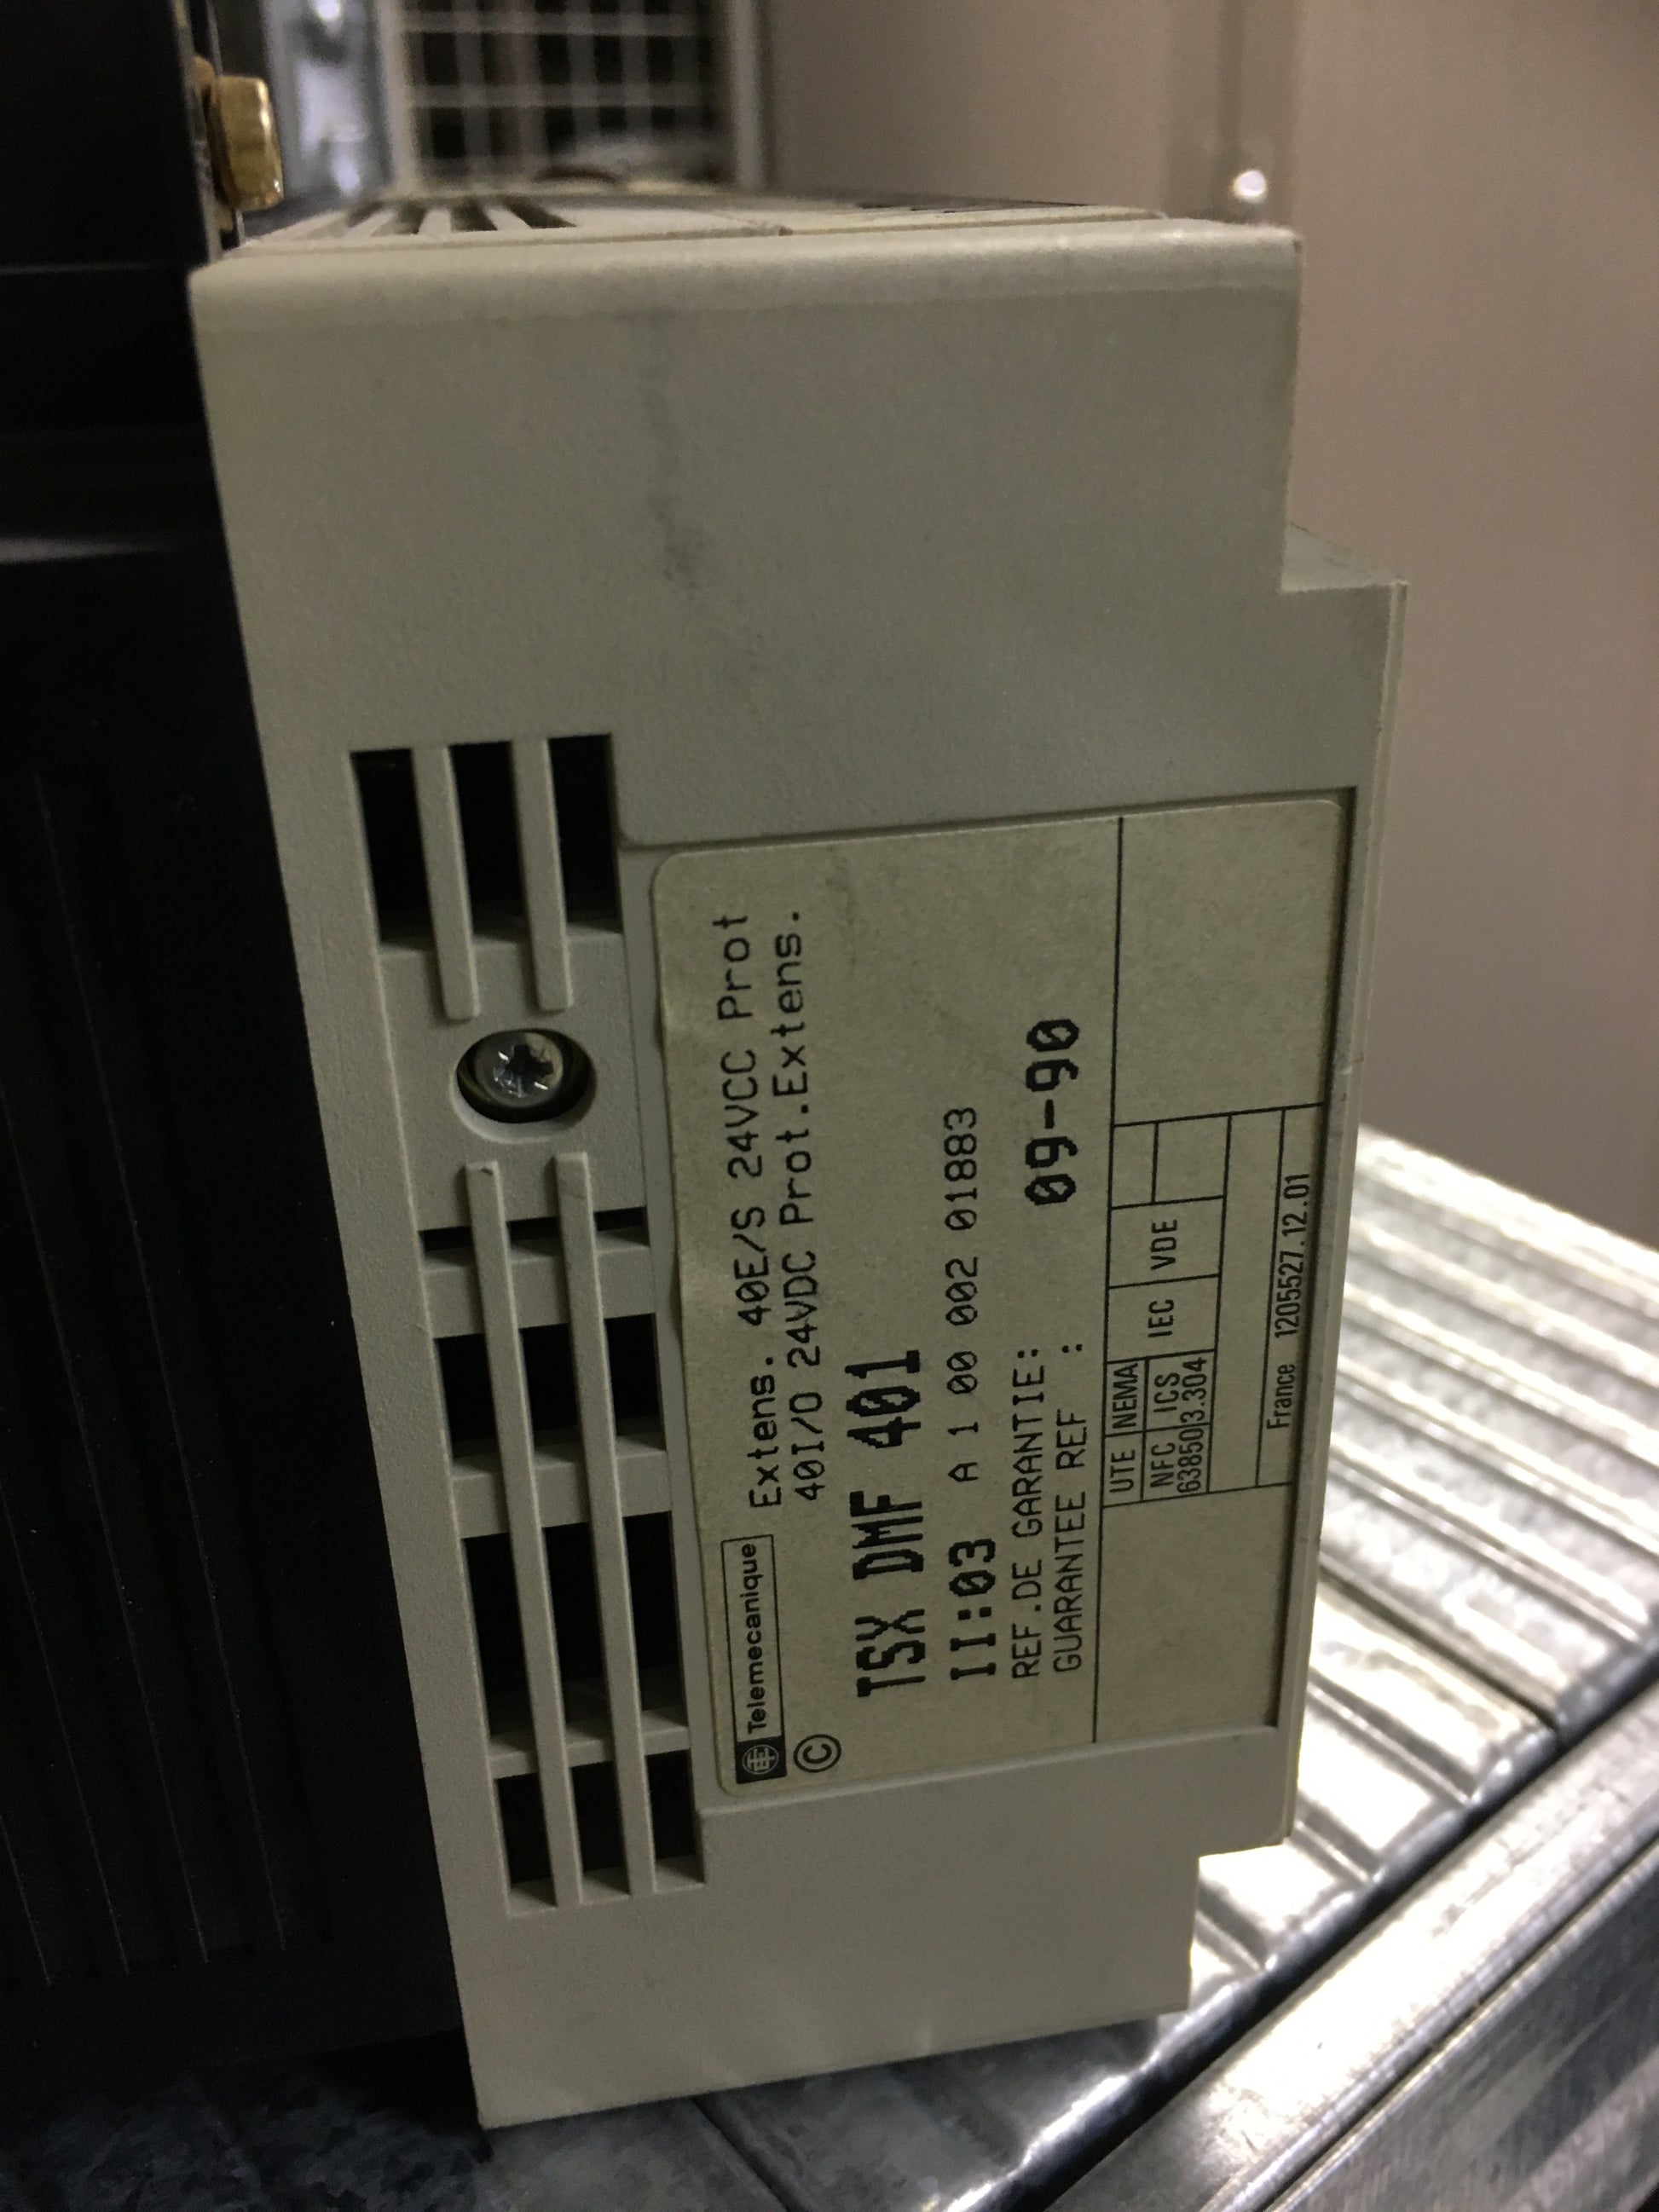 Telemecanique
Extens. 40E/S 24VCC Prot
40I/O 24VDC Prot.Extens.
©
TSX DMF 401
II:03 A 1 00 002 01883
REF.DE GARANTIE:
GUARANTEE REF : 09-90
UTE NEMA IEC VDE
NFC ICS
63850 3.304
France 1205527.12.01